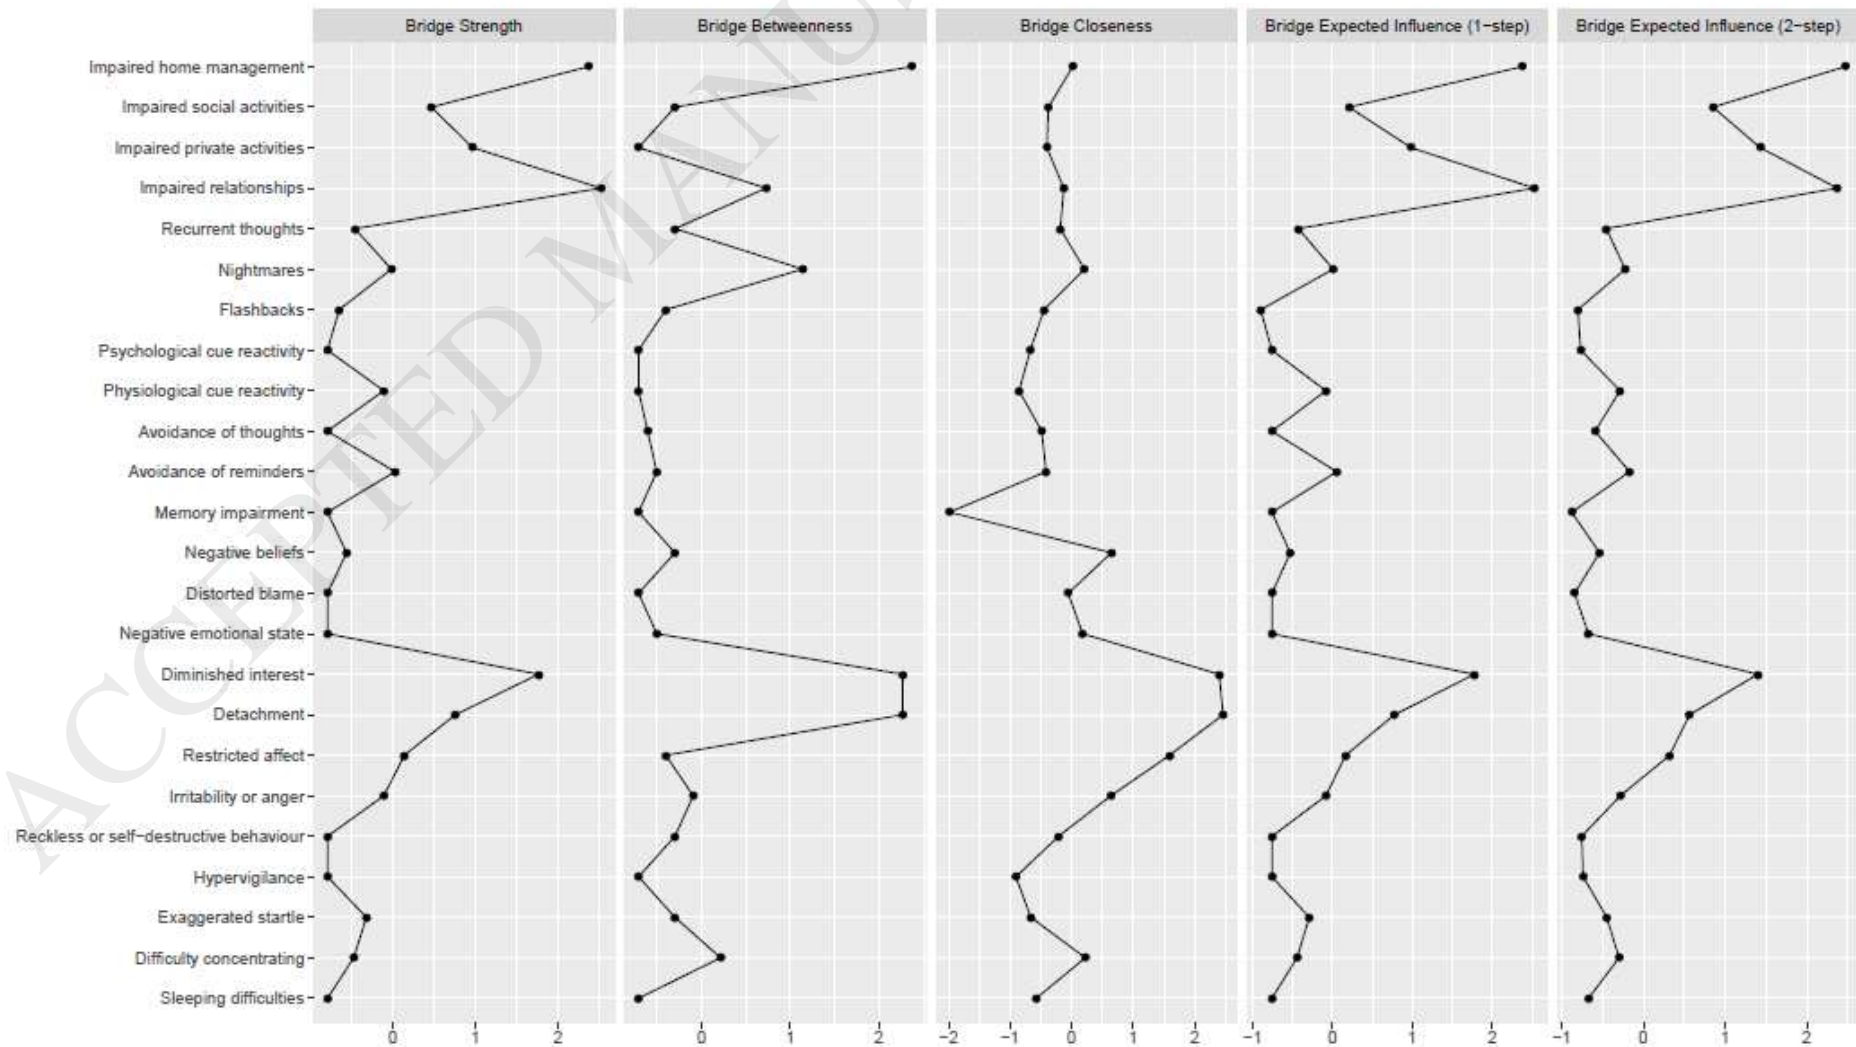 Bridge Strength Bridge Betweenness Bridge Closeness Bridge Expected Influence (1−step) Bridge Expected Influence (2−step)
Impaired home management
Impaired social activities
Impaired private activities
Impaired relationships
Recurrent thoughts
Nightmares
Flashbacks
Psychological cue reactivity
Physiological cue reactivity
Avoidance of thoughts
Avoidance of reminders
Memory impairment
Negative beliefs
Distorted blame
Negative emotional state
Diminished interest
Detachment
Restricted affect
Irritability or anger
Reckless or self−destructive behaviour
Hypervigilance
Exaggerated startle
Difficulty concentrating
Sleeping difficulties
0 1 2 0 1 2 −2 −1 0 1 2 −1 0 1 2 −1 0 1 2
ACCEPTED MANU